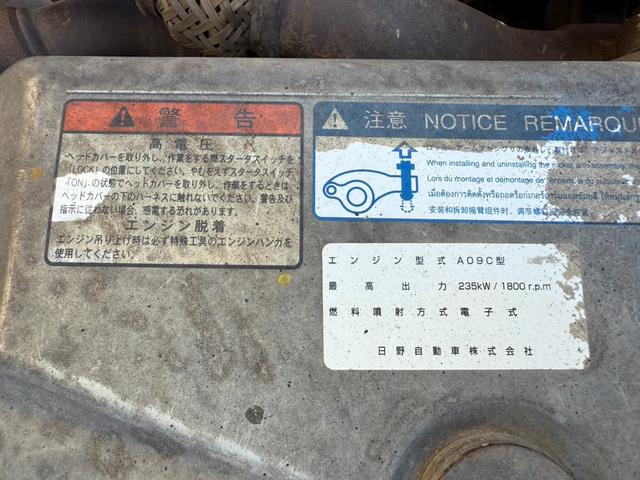 警告
高電圧
ヘッドカバーを取り外し、作業をする際スタータスイッチを
「LOCK」の位置にしてください。やむをえずスタータスイッチ
「ON」の状態でヘッドカバーを取り外し、作業をするときは
ヘッドカバーの下のハーネスに触れないでください。警告及び
指示に従わない場合、感電する恐れがあります。
エンジン脱着
エンジン吊り上げ時は必ず特殊工具のエンジンハンガを
使用してください。
注意 NOTICE REMARQU
When installing and uninstalling the rocker arm assembly,
Lors du montage et démontage de l'ensemble du
安装和拆卸摇臂组件时，调节螺
エンジン型式 A09C型
最高出力 235kW/1800r.p.m
燃料噴射方式電子式
日野自動車株式会社